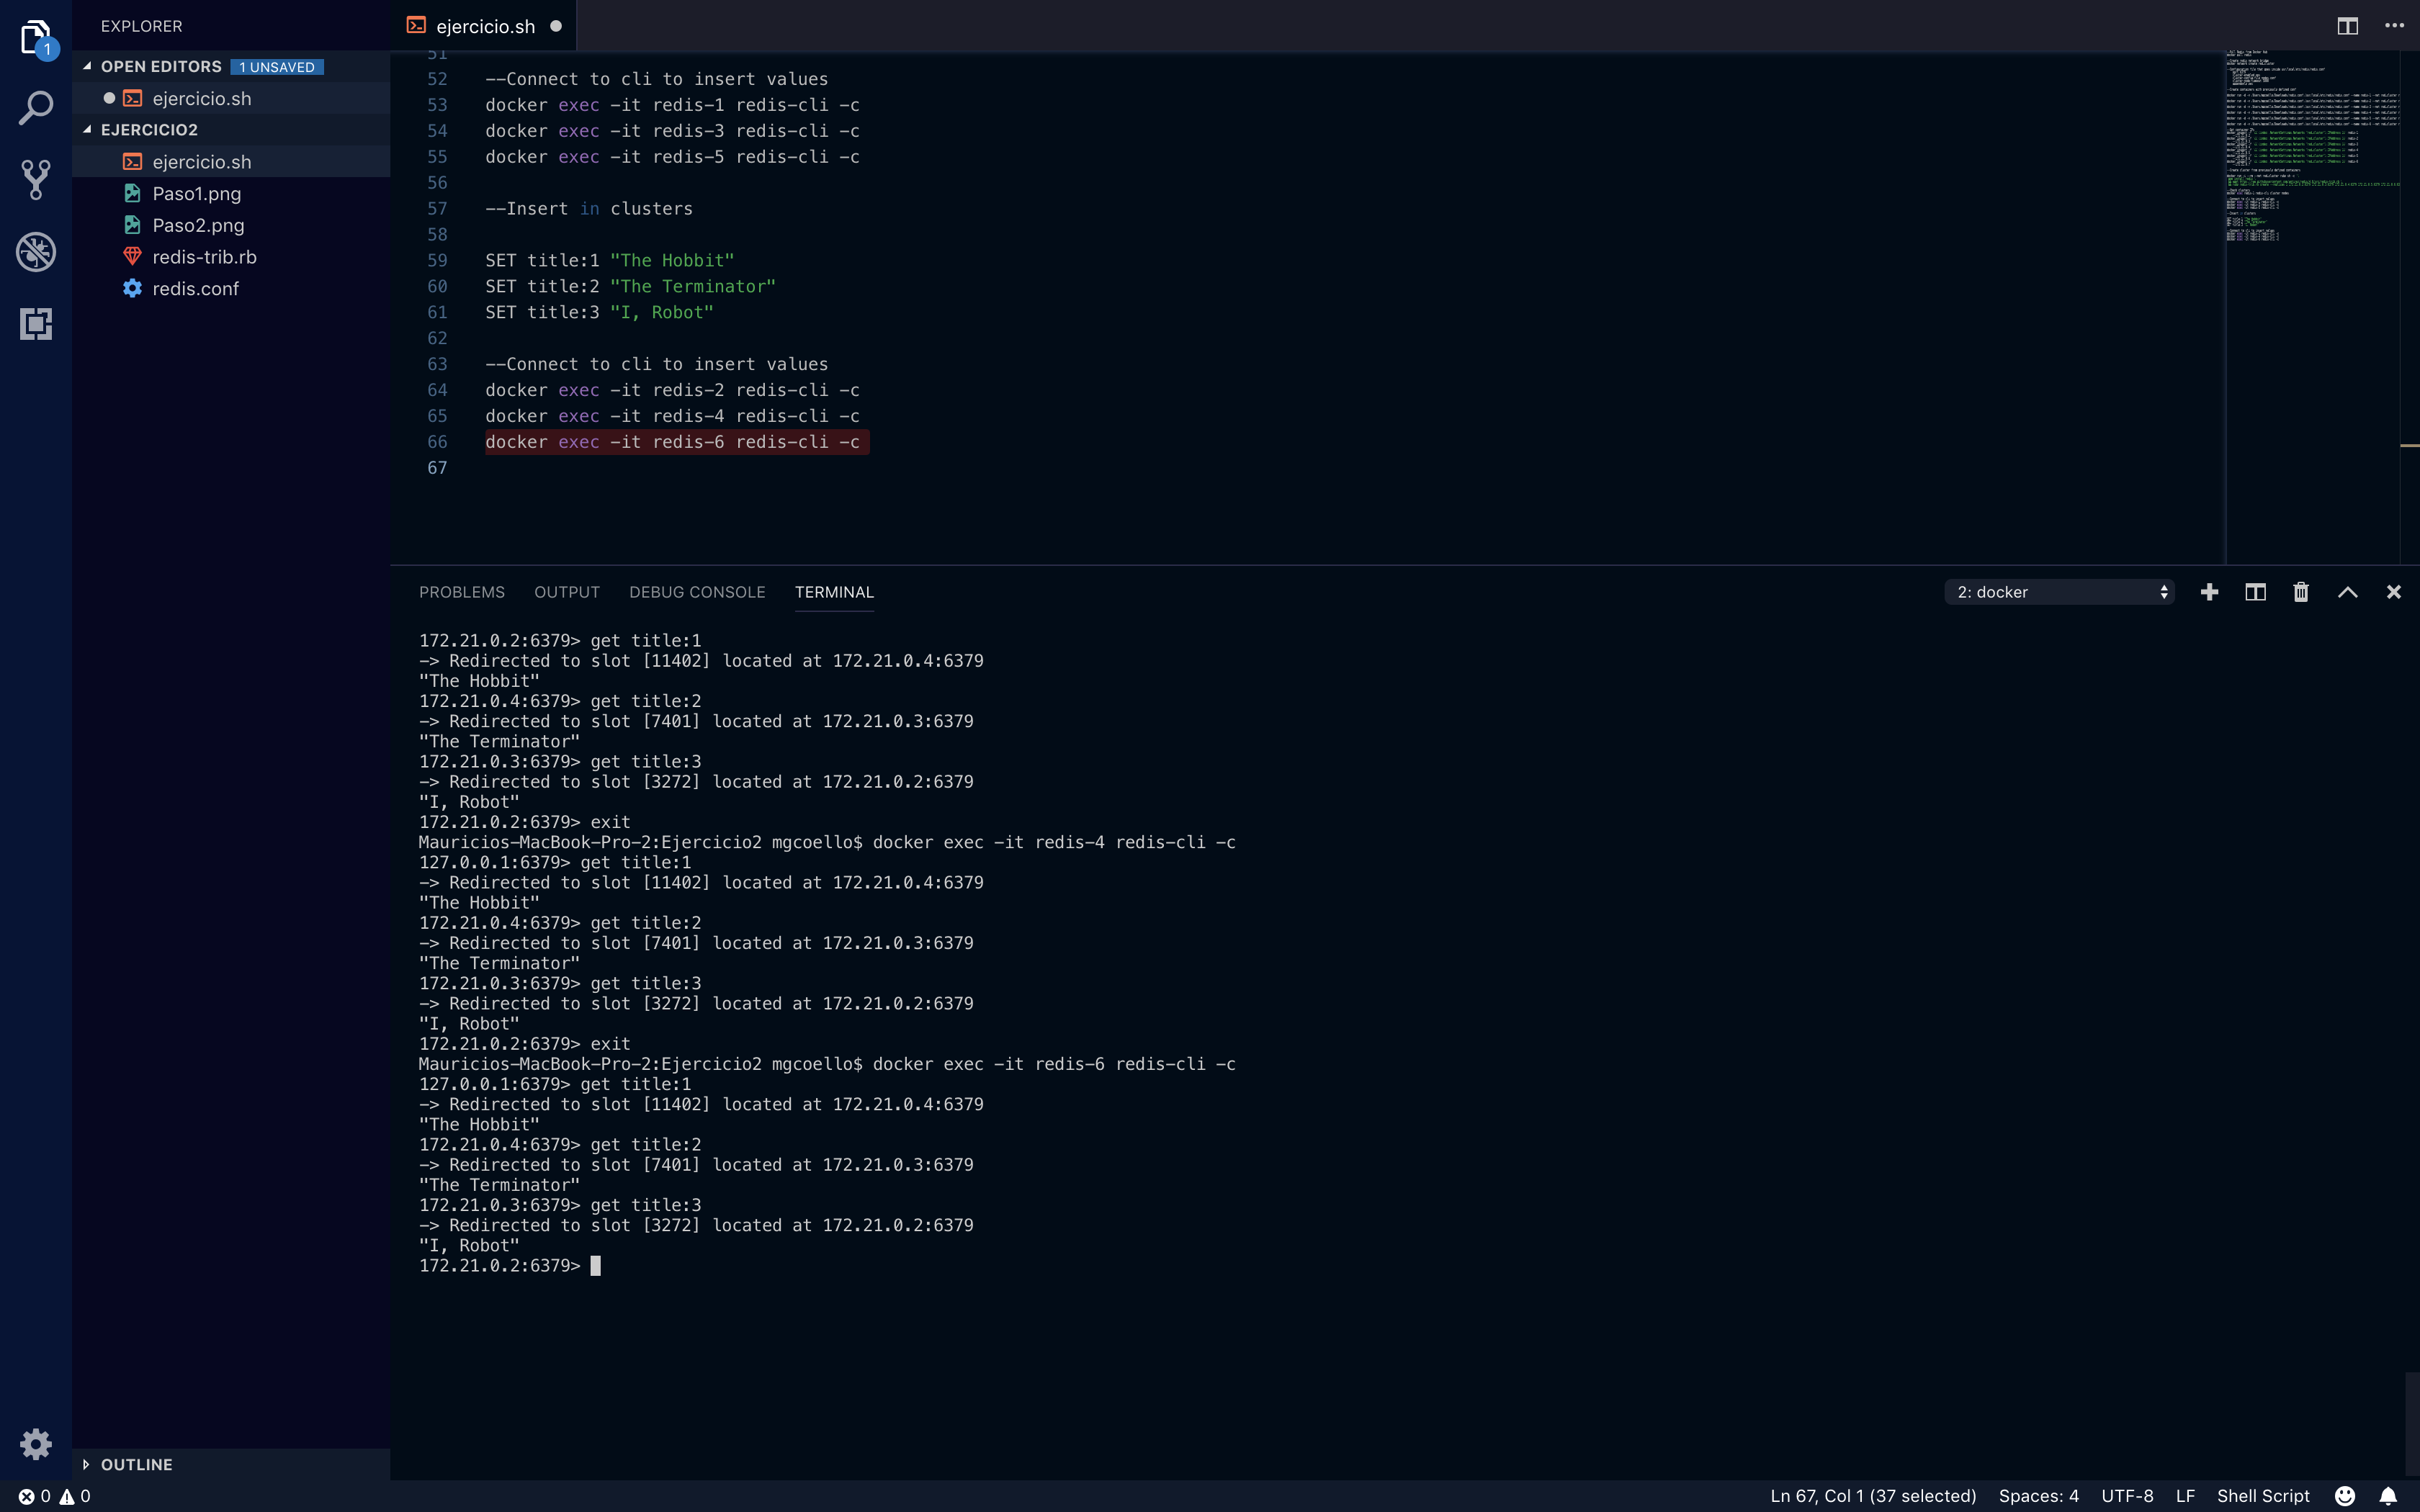 EXPLORER
1
OPEN EDITORS 1 UNSAVED
ejercicio.sh
EJERCICIO2
ejercicio.sh
Paso1.png
Paso2.png
redis-trib.rb
redis.conf
OUTLINE
ejercicio.sh
51
52 --Connect to cli to insert values
53 docker exec -it redis-1 redis-cli -c
54 docker exec -it redis-3 redis-cli -c
55 docker exec -it redis-5 redis-cli -c
56
57 --Insert in clusters
58
59 SET title:1 "The Hobbit"
60 SET title:2 "The Terminator"
61 SET title:3 "I, Robot"
62
63 --Connect to cli to insert values
64 docker exec -it redis-2 redis-cli -c
65 docker exec -it redis-4 redis-cli -c
66 docker exec -it redis-6 redis-cli -c
67
PROBLEMS OUTPUT DEBUG CONSOLE TERMINAL 2: docker
172.21.0.2:6379> get title:1
-> Redirected to slot [11402] located at 172.21.0.4:6379
"The Hobbit"
172.21.0.4:6379> get title:2
-> Redirected to slot [7401] located at 172.21.0.3:6379
"The Terminator"
172.21.0.3:6379> get title:3
-> Redirected to slot [3272] located at 172.21.0.2:6379
"I, Robot"
172.21.0.2:6379> exit
Mauricios-MacBook-Pro-2:Ejercicio2 mgcoello$ docker exec -it redis-4 redis-cli -c
127.0.0.1:6379> get title:1
-> Redirected to slot [11402] located at 172.21.0.4:6379
"The Hobbit"
172.21.0.4:6379> get title:2
-> Redirected to slot [7401] located at 172.21.0.3:6379
"The Terminator"
172.21.0.3:6379> get title:3
-> Redirected to slot [3272] located at 172.21.0.2:6379
"I, Robot"
172.21.0.2:6379> exit
Mauricios-MacBook-Pro-2:Ejercicio2 mgcoello$ docker exec -it redis-6 redis-cli -c
127.0.0.1:6379> get title:1
-> Redirected to slot [11402] located at 172.21.0.4:6379
"The Hobbit"
172.21.0.4:6379> get title:2
-> Redirected to slot [7401] located at 172.21.0.3:6379
"The Terminator"
172.21.0.3:6379> get title:3
-> Redirected to slot [3272] located at 172.21.0.2:6379
"I, Robot"
172.21.0.2:6379>
0 0 Ln 67, Col 1 (37 selected) Spaces: 4 UTF-8 LF Shell Script